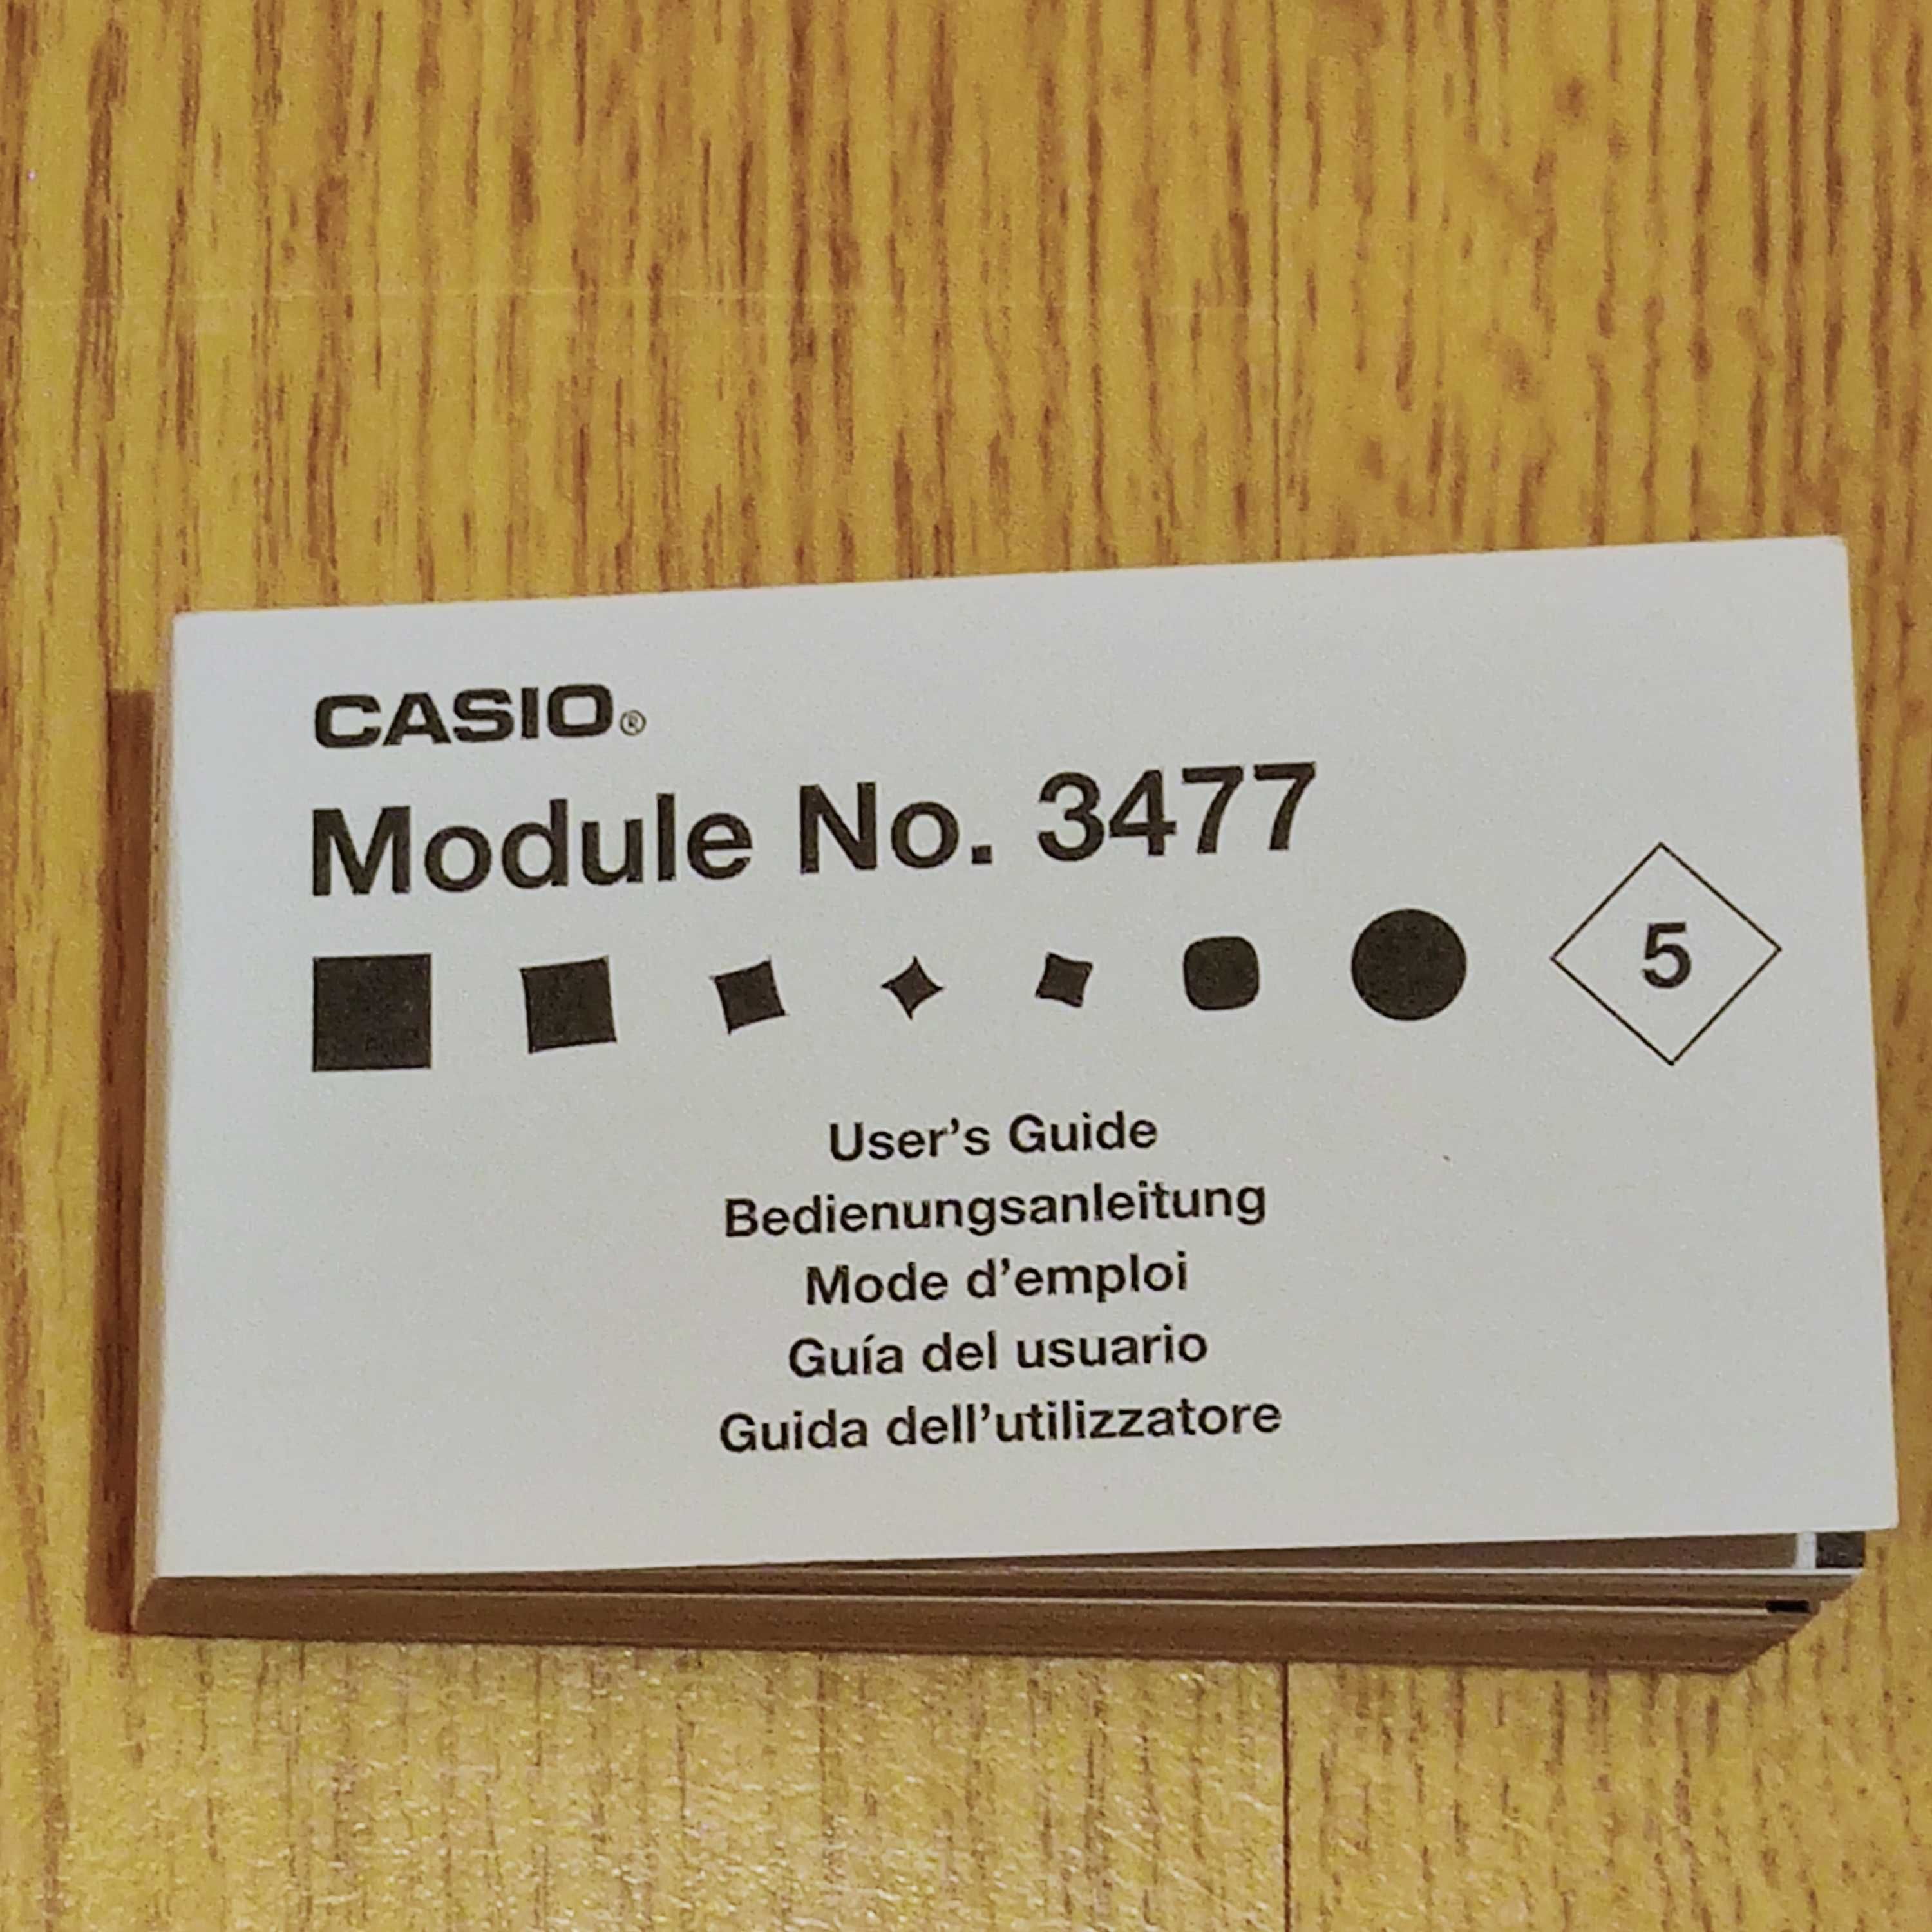 CASIO®
Module No. 3477
5
User's Guide
Bedienungsanleitung
Mode d'emploi
Guía del usuario
Guida dell'utilizzatore